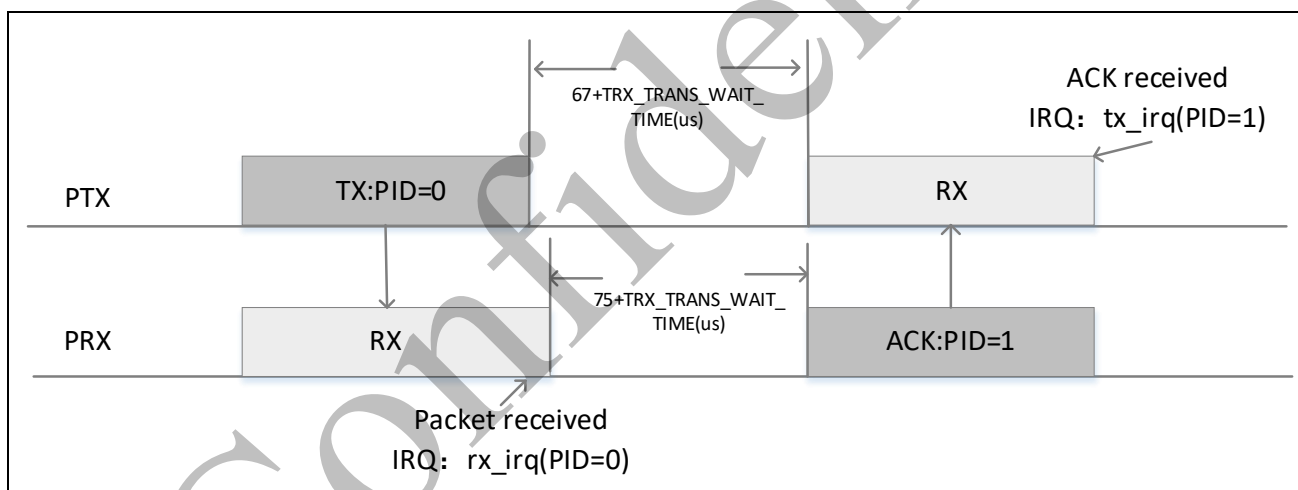 67+TRX_TRANS_WAIT_
TIME(us)
ACK received
IRQ：tx_irq(PID=1)
PTX
TX:PID=0
RX
75+TRX_TRANS_WAIT_
TIME(us)
PRX
RX
ACK:PID=1
Packet received
IRQ：rx_irq(PID=0)
Confiden